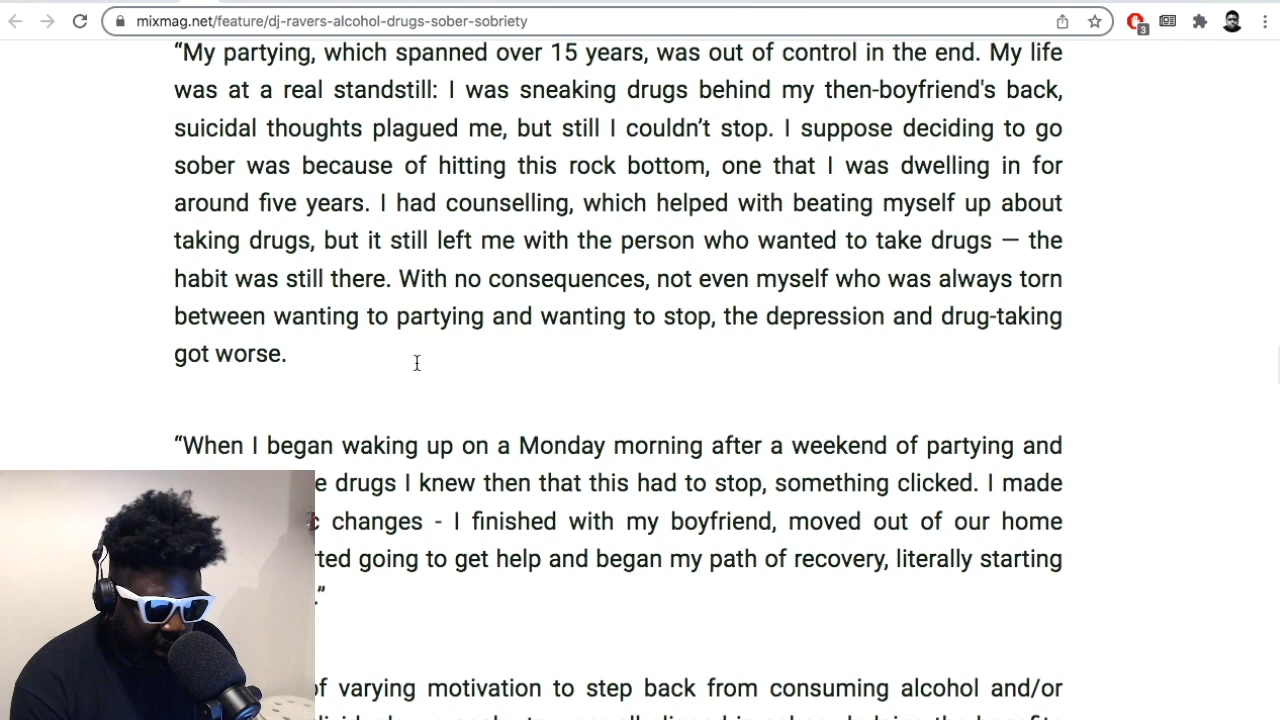 mixmag.net/feature/dj-ravers-alcohol-drugs-sober-sobriety
3
“My partying, which spanned over 15 years, was out of control in the end. My life
was at a real standstill: I was sneaking drugs behind my then-boyfriend's back,
suicidal thoughts plagued me, but still I couldn’t stop. I suppose deciding to go
sober was because of hitting this rock bottom, one that I was dwelling in for
around five years. I had counselling, which helped with beating myself up about
taking drugs, but it still left me with the person who wanted to take drugs — the
habit was still there. With no consequences, not even myself who was always torn
between wanting to partying and wanting to stop, the depression and drug-taking
got worse.
“When I began waking up on a Monday morning after a weekend of partying and
e drugs I knew then that this had to stop, something clicked. I made
c changes - I finished with my boyfriend, moved out of our home
rted going to get help and began my path of recovery, literally starting
.”
of varying motivation to step back from consuming alcohol and/or